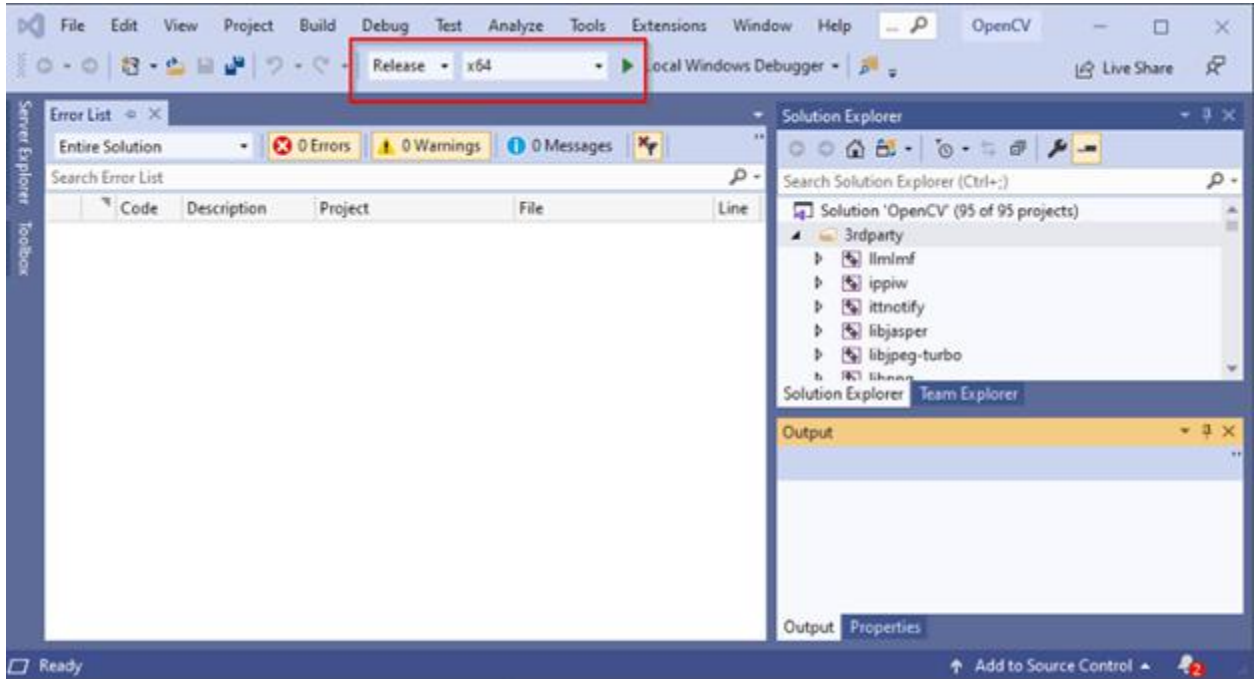 File Edit View Project Build Debug Test Analyze Tools Extensions Window Help ... OpenCV
Release x64 Local Windows Debugger Live Share
Server Explorer
Toolbox
Error List
Entire Solution 0 Errors 0 Warnings 0 Messages
Search Error List
Code Description Project File Line
Solution Explorer
Search Solution Explorer (Ctrl+;)
Solution 'OpenCV' (95 of 95 projects)
3rdparty
ippiw
ittnotify
libjasper
libjpeg-turbo
Solution Explorer Team Explorer
Output
Output Properties
Ready Add to Source Control 2